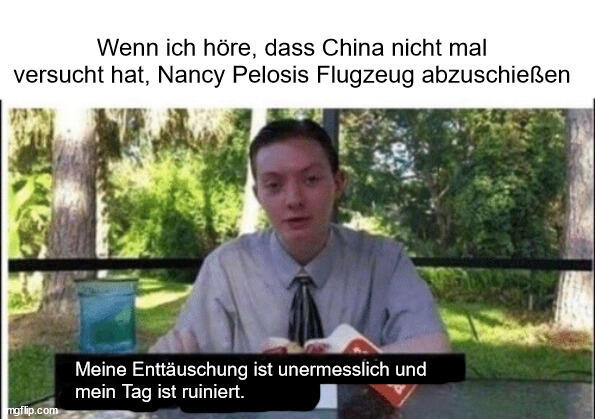 Wenn ich höre, dass China nicht mal
versucht hat, Nancy Pelosis Flugzeug abzuschießen
Meine Enttäuschung ist unermesslich und
mein Tag ist ruiniert.
imgflip.com